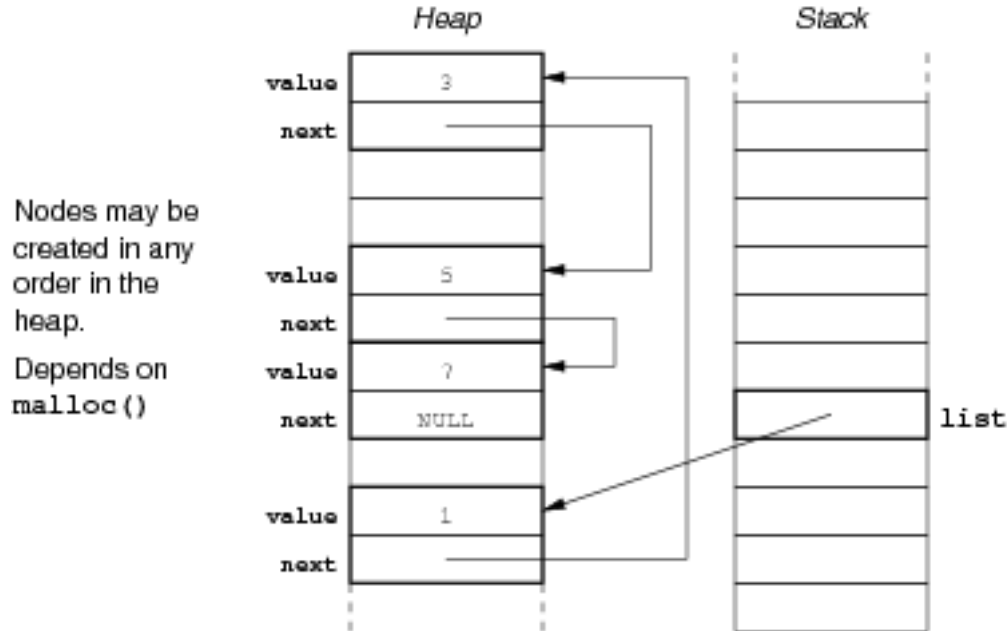 Heap
Stack
value 3
next
Nodes may be
created in any
order in the
heap.
Depends on
malloc()
value 5
next
value 7
next NULL
list
value 1
next